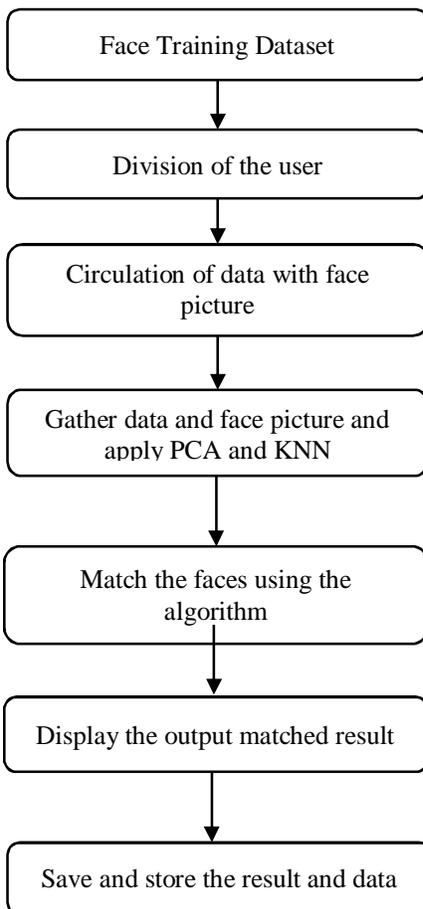 Face Training Dataset
Division of the user
Circulation of data with face
picture
Gather data and face picture and
apply PCA and KNN
Match the faces using the
algorithm
Display the output matched result
Save and store the result and data